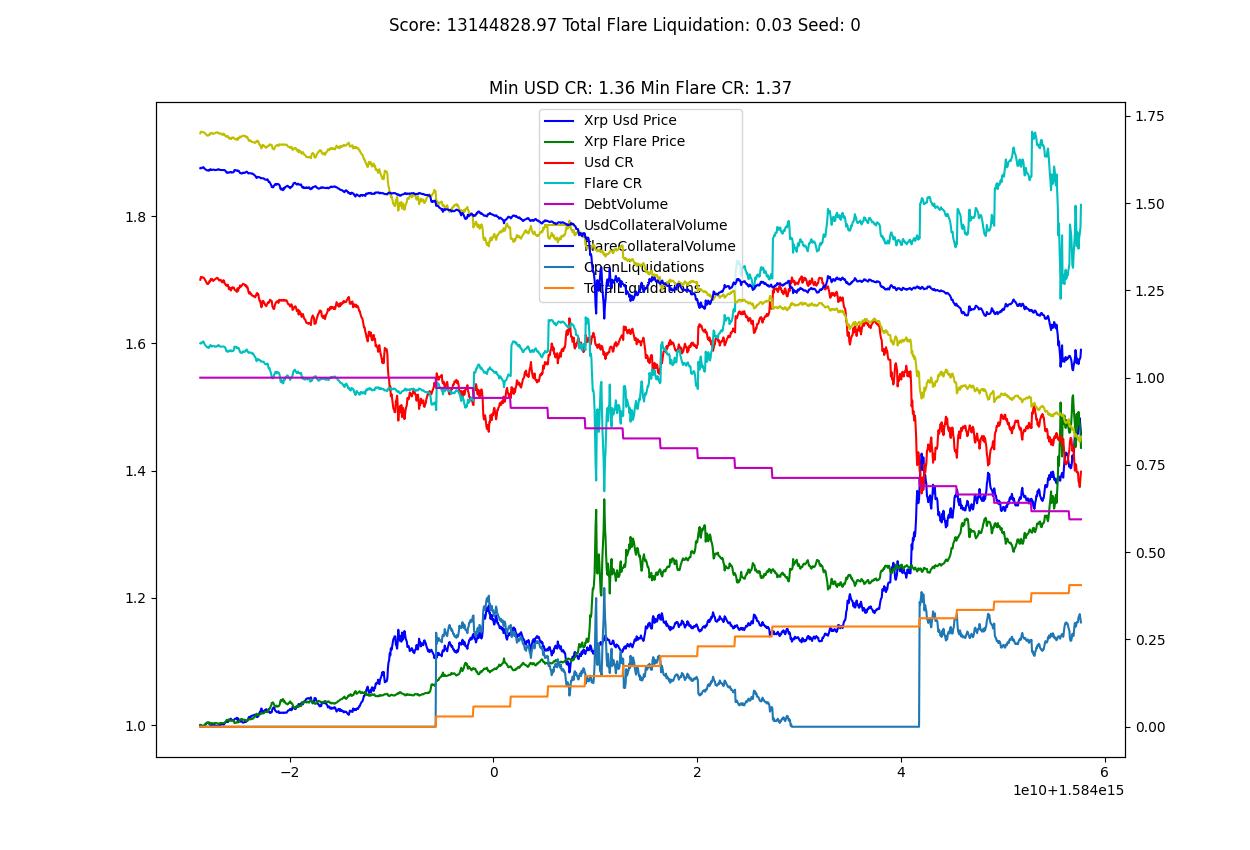 Score: 13144828.97 Total Flare Liquidation: 0.03 Seed: 0
Min USD CR: 1.36 Min Flare CR: 1.37
Xrp Usd Price
Xrp Flare Price
Usd CR
Flare CR
DebtVolume
UsdCollateralVolume
FlareCollateralVolume
OpenLiquidations
TotalLiquidations
1.8
1.6
1.4
1.2
1.0
1.75
1.50
1.25
1.00
0.75
0.50
0.25
0.00
−2
0
2
4
6
1e10+1.584e15